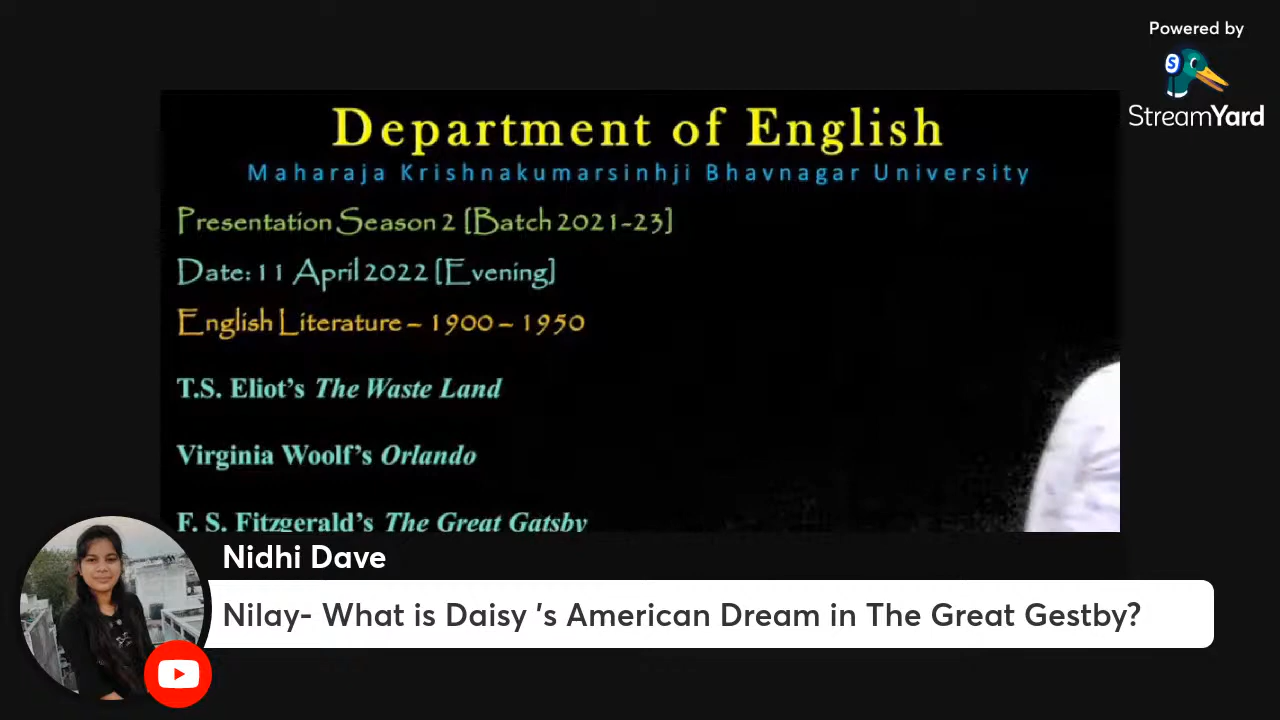 Powered by
StreamYard
Department of English
Maharaja Krishnakumarsinhji Bhavnagar University
Presentation Season 2 [Batch 2021-23]
Date: 11 April 2022 [Evening]
English Literature – 1900 – 1950
T.S. Eliot's The Waste Land
Virginia Woolf's Orlando
F. S. Fitzgerald's The Great Gatsby
Nidhi Dave
Nilay- What is Daisy 's American Dream in The Great Gestby?